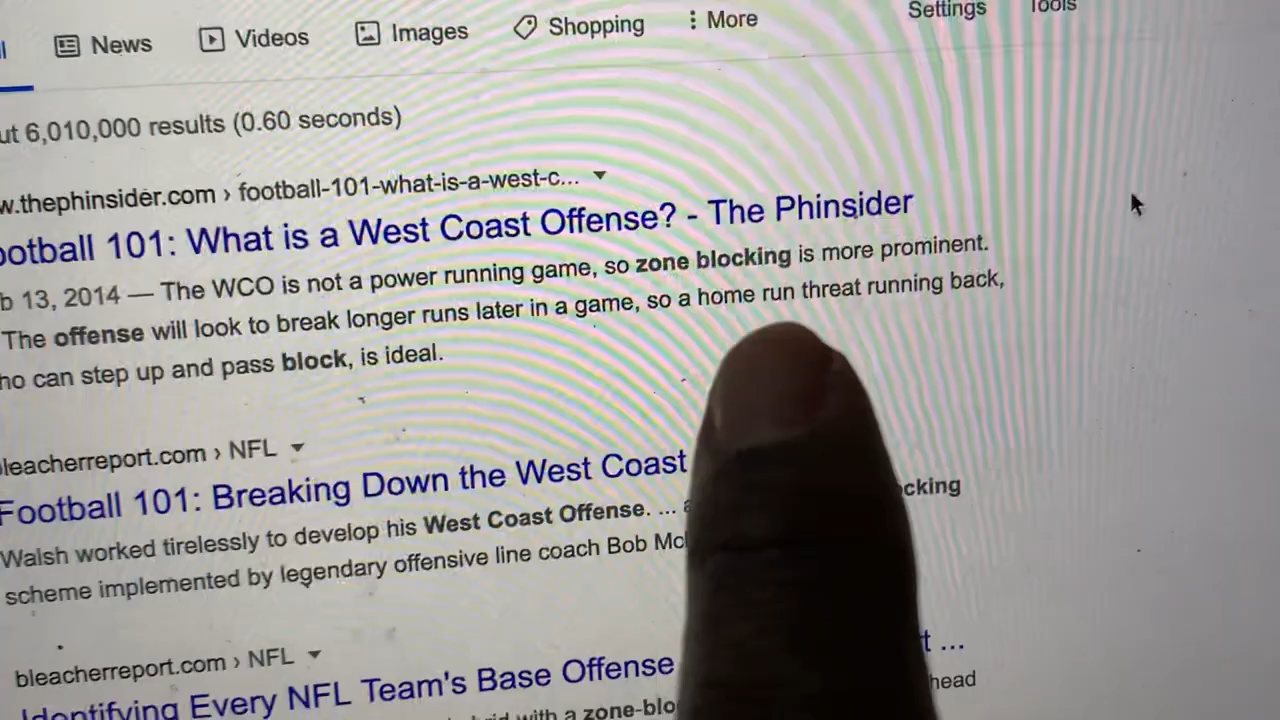 News Videos Images Shopping More Settings Tools
6,010,000 results (0.60 seconds)
w.thephinsider.com › football-101-what-is-a-west-c...
ootball 101: What is a West Coast Offense? - The Phinsider
b 13, 2014 — The WCO is not a power running game, so zone blocking is more prominent.
The offense will look to break longer runs later in a game, so a home run threat running back,
ho can step up and pass block, is ideal.
leacherreport.com › NFL
Football 101: Breaking Down the West Coast
Walsh worked tirelessly to develop his West Coast Offense. ... cking
scheme implemented by legendary offensive line coach Bob
bleacherreport.com › NFL
Identifying Every NFL Team's Base Offense ...
with a zone-blo head